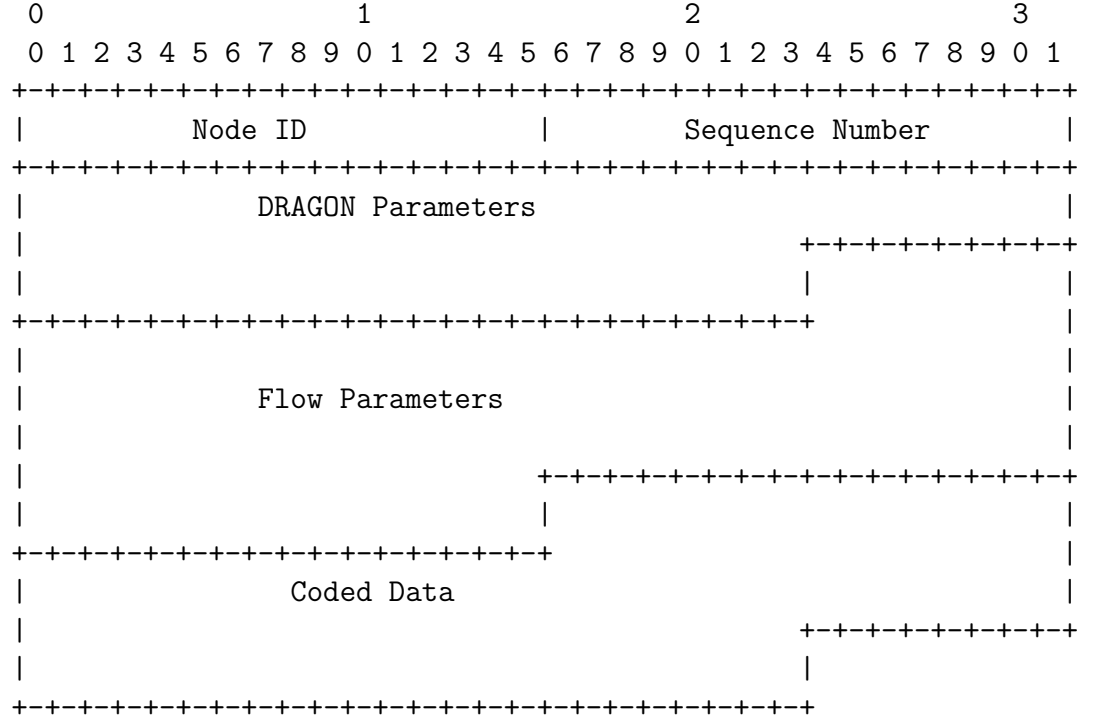 0                   1                   2                   3
 0 1 2 3 4 5 6 7 8 9 0 1 2 3 4 5 6 7 8 9 0 1 2 3 4 5 6 7 8 9 0 1
+-+-+-+-+-+-+-+-+-+-+-+-+-+-+-+-+-+-+-+-+-+-+-+-+-+-+-+-+-+-+-+-+
|          Node ID              |        Sequence Number        |
+-+-+-+-+-+-+-+-+-+-+-+-+-+-+-+-+-+-+-+-+-+-+-+-+-+-+-+-+-+-+-+-+
|              DRAGON Parameters                                |
|                                               +-+-+-+-+-+-+-+-+
|                                               |               |
+-+-+-+-+-+-+-+-+-+-+-+-+-+-+-+-+-+-+-+-+-+-+-+-+               |
|                                                               |
|              Flow Parameters                                  |
|                                                               |
|                               +-+-+-+-+-+-+-+-+-+-+-+-+-+-+-+-+
|                               |                               |
+-+-+-+-+-+-+-+-+-+-+-+-+-+-+-+-+                               |
|                Coded Data                                     |
|                                               +-+-+-+-+-+-+-+-+
|                                               |
+-+-+-+-+-+-+-+-+-+-+-+-+-+-+-+-+-+-+-+-+-+-+-+-+